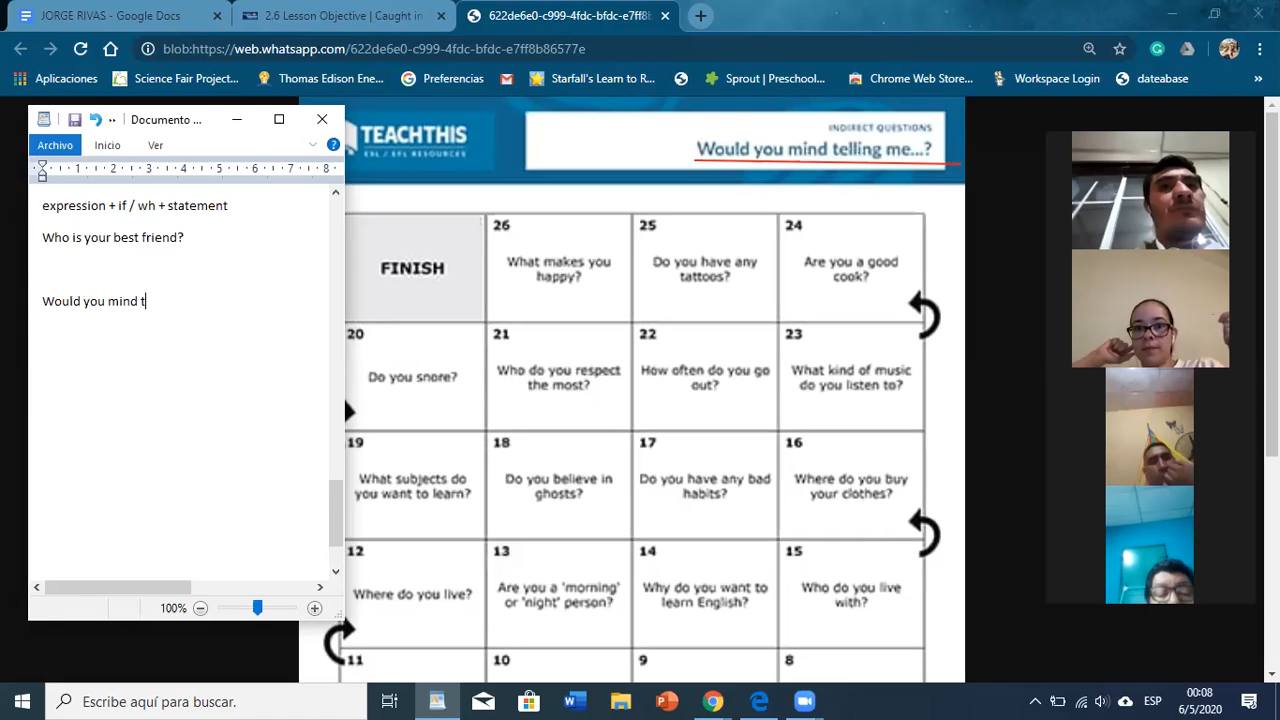 JORGE RIVAS - Google Docs
2.6 Lesson Objective | Caught in
622de6e0-c999-4fdc-bfdc-e7ff8b
blob:https://web.whatsapp.com/622de6e0-c999-4fdc-bfdc-e7ff8b86577e
Aplicaciones
Science Fair Project...
Thomas Edison Ene...
Preferencias
Starfall's Learn to R...
Sprout | Preschool...
Chrome Web Store...
Workspace Login
dateabase
»
Documento ...
Archivo
Inicio
Ver
1 2 3 4 5 6 7 8
expression + if / wh + statement
Who is your best friend?
Would you mind t
100%
TEACHTHIS
ESL / EFL RESOURCES
INDIRECT QUESTIONS
Would you mind telling me...?
FINISH
26
What makes you
happy?
25
Do you have any
tattoos?
24
Are you a good
cook?
20
Do you snore?
21
Who do you respect
the most?
22
How often do you go
out?
23
What kind of music
do you listen to?
19
What subjects do
you want to learn?
18
Do you believe in
ghosts?
17
Do you have any bad
habits?
16
Where do you buy
your clothes?
12
Where do you live?
13
Are you a 'morning'
or 'night' person?
14
Why do you want to
learn English?
15
Who do you live
with?
11
10
9
8
Escribe aquí para buscar.
ESP
00:08
6/5/2020